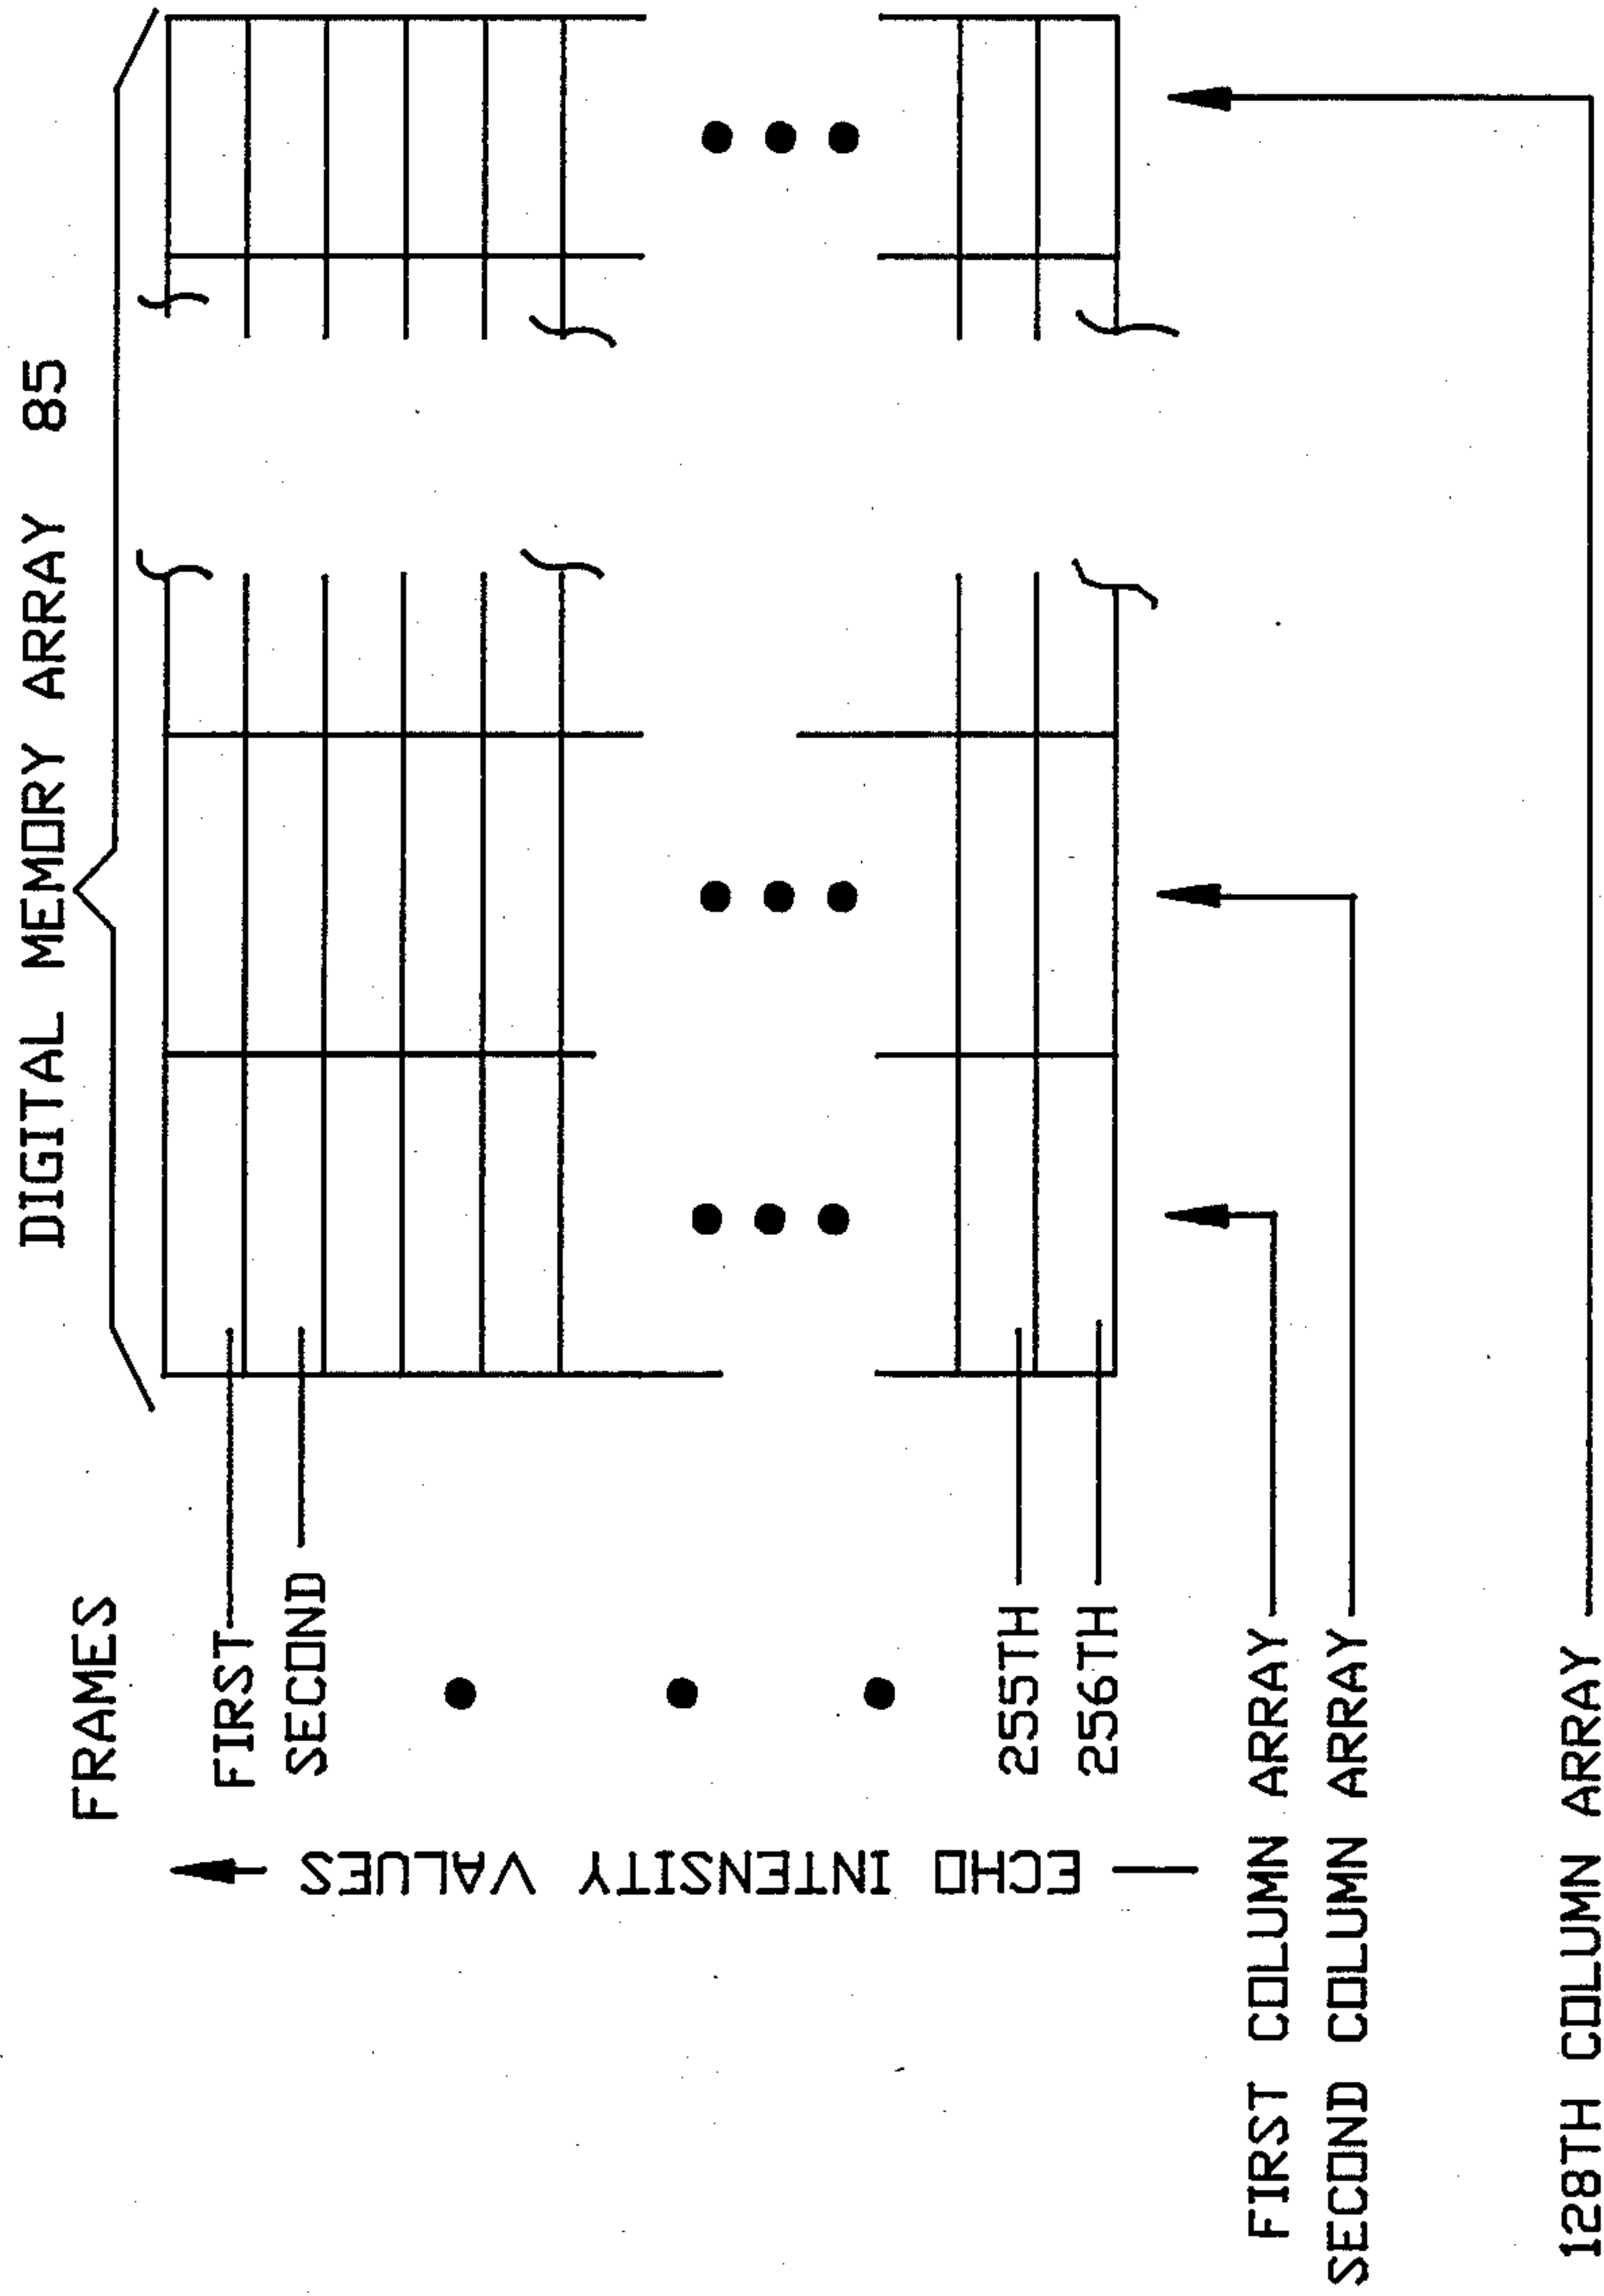 DIGITAL MEMORY ARRAY 85
FRAMES
FIRST
SECOND
255TH
256TH
ECHO INTENSITY VALUES
FIRST COLUMN ARRAY
SECOND COLUMN ARRAY
128TH COLUMN ARRAY